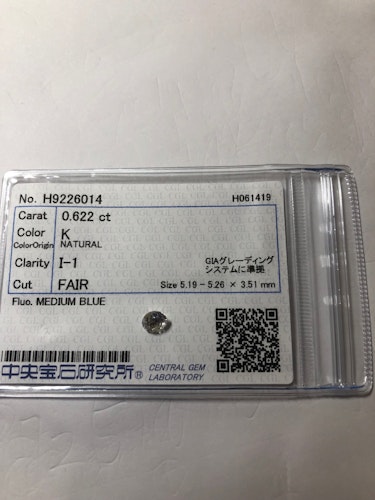 No. H9226014 H061419
Carat 0.622 ct
Color K
ColorOrigin NATURAL
Clarity I-1
GIAグレーディング
システムに準拠
Cut FAIR
Size 5.19 - 5.26 × 3.51 mm
Fluo. MEDIUM BLUE
中央宝石研究所®
CENTRAL GEM
LABORATORY